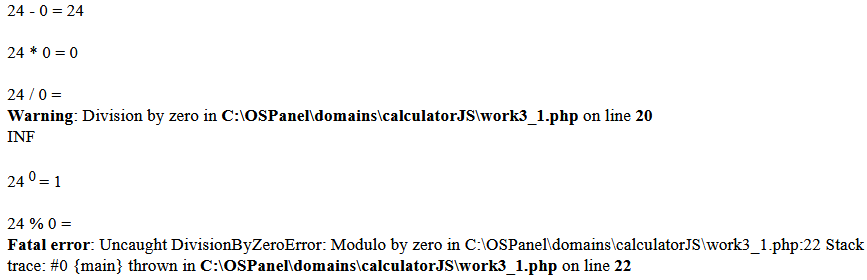 24 - 0 = 24
24 * 0 = 0
24 / 0 =
Warning: Division by zero in C:\OSPanel\domains\calculatorJS\work3_1.php on line 20
INF
24 0 = 1
24 % 0 =
Fatal error: Uncaught DivisionByZeroError: Modulo by zero in C:\OSPanel\domains\calculatorJS\work3_1.php:22 Stack
trace: #0 {main} thrown in C:\OSPanel\domains\calculatorJS\work3_1.php on line 22